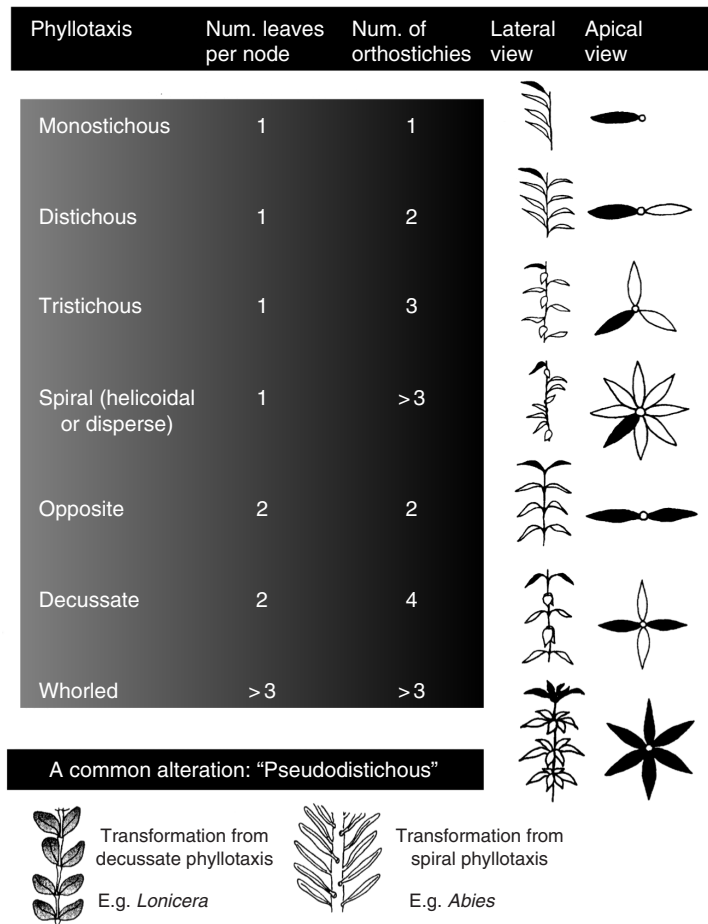 Phyllotaxis Num. leaves per node Num. of orthostichies Lateral view Apical view
Monostichous 1 1
Distichous 1 2
Tristichous 1 3
Spiral (helicoidal or disperse) 1 >3
Opposite 2 2
Decussate 2 4
Whorled >3 >3
A common alteration: “Pseudodistichous”
Transformation from
decussate phyllotaxis
E.g. Lonicera
Transformation from
spiral phyllotaxis
E.g. Abies